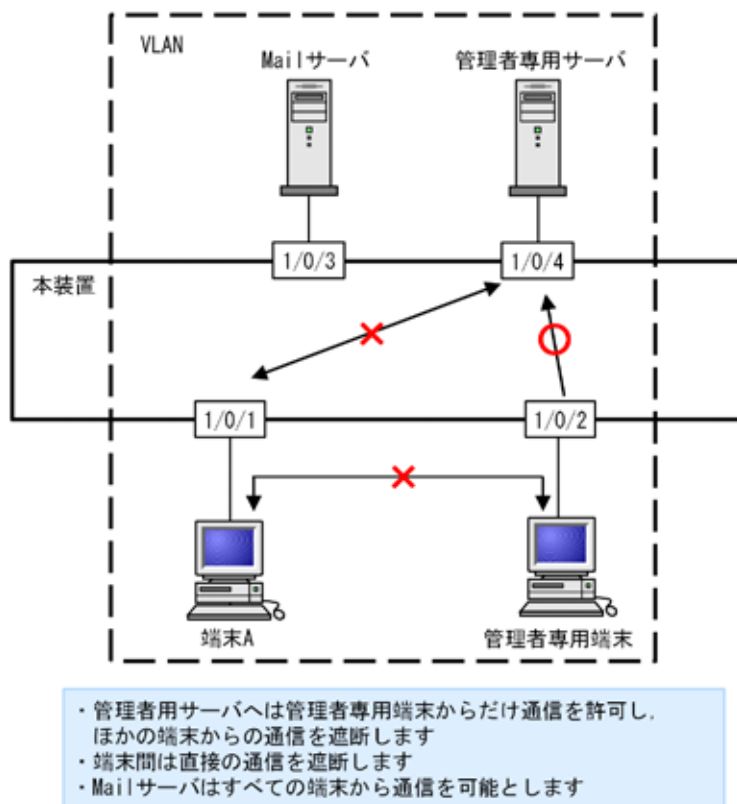 VLAN
Mailサーバ
管理者専用サーバ
1/0/3
1/0/4
本装置
1/0/1
1/0/2
端末A
管理者専用端末
・管理者用サーバへは管理者専用端末からだけ通信を許可し,
ほかの端末からの通信を遮断します
・端末間は直接の通信を遮断します
・Mailサーバはすべての端末から通信を可能とします